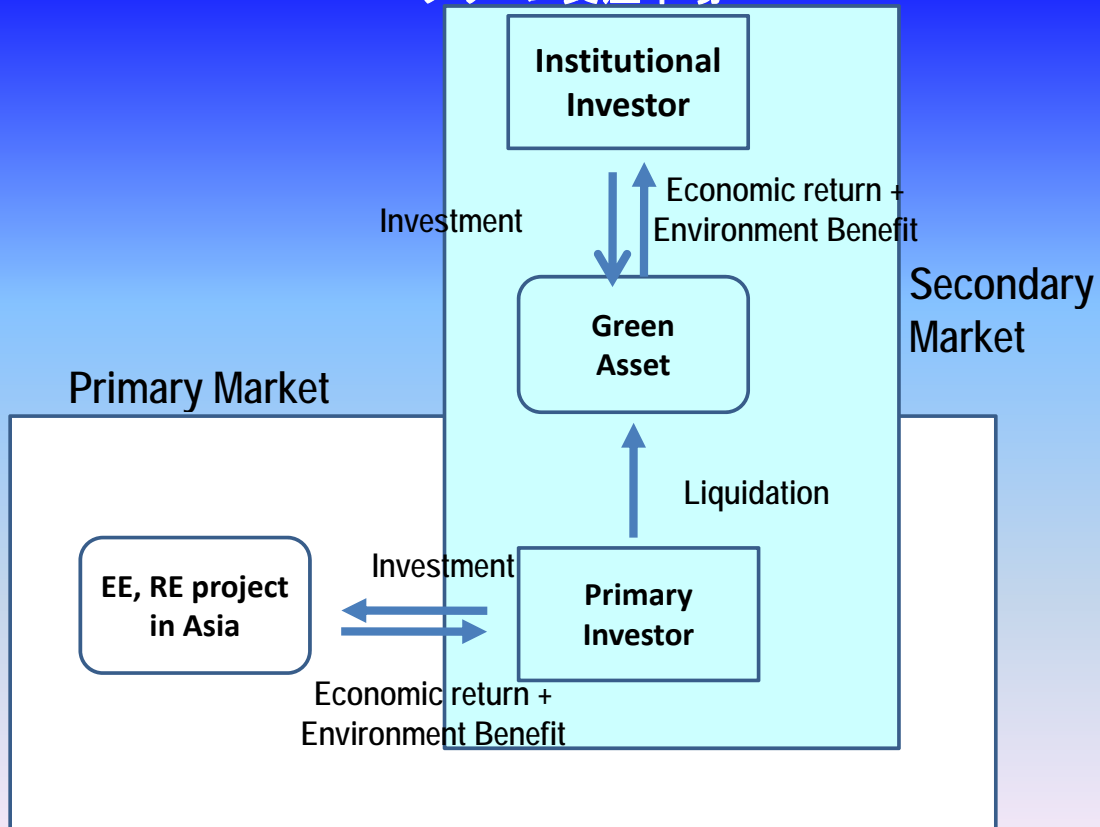 Institutional
Investor
Investment
Economic return +
Environment Benefit
Green
Asset
Secondary
Market
Primary Market
Liquidation
EE, RE project
in Asia
Investment
Primary
Investor
Economic return +
Environment Benefit